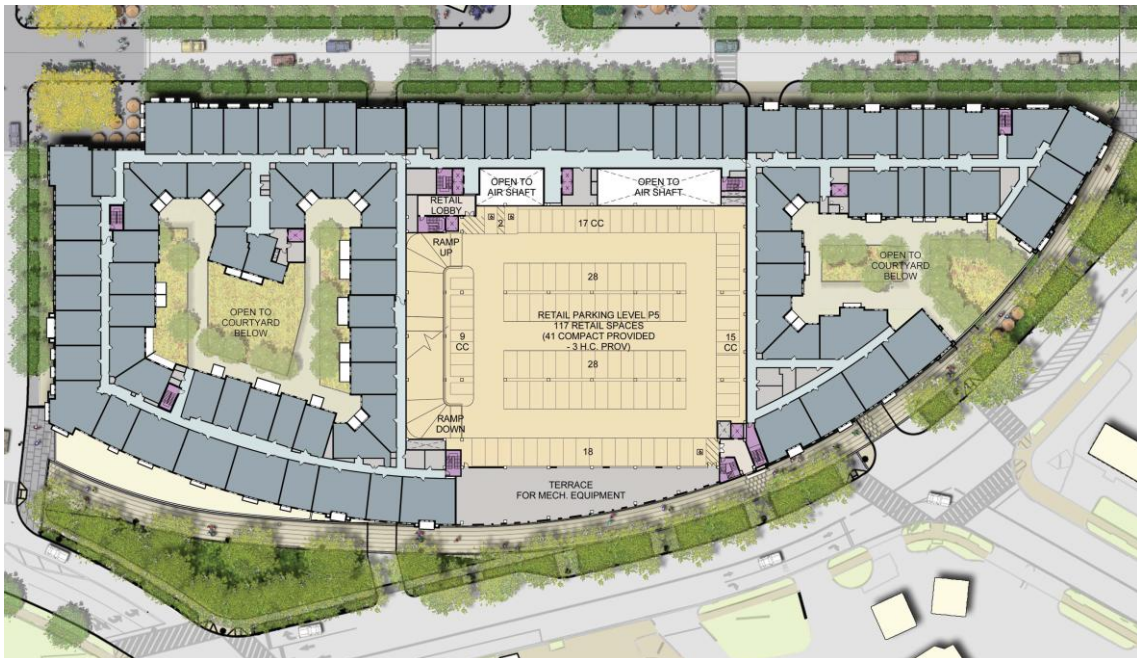 OPEN TO
AIR SHAFT
OPEN TO
AIR SHAFT
RETAIL
LOBBY
2
17 CC
RAMP
UP
28
OPEN TO
COURTYARD
BELOW
OPEN TO
COURTYARD
BELOW
9
CC
RETAIL PARKING LEVEL P5
117 RETAIL SPACES
(41 COMPACT PROVIDED
- 3 H.C. PROV)
15
CC
28
RAMP
DOWN
18
TERRACE
FOR MECH. EQUIPMENT